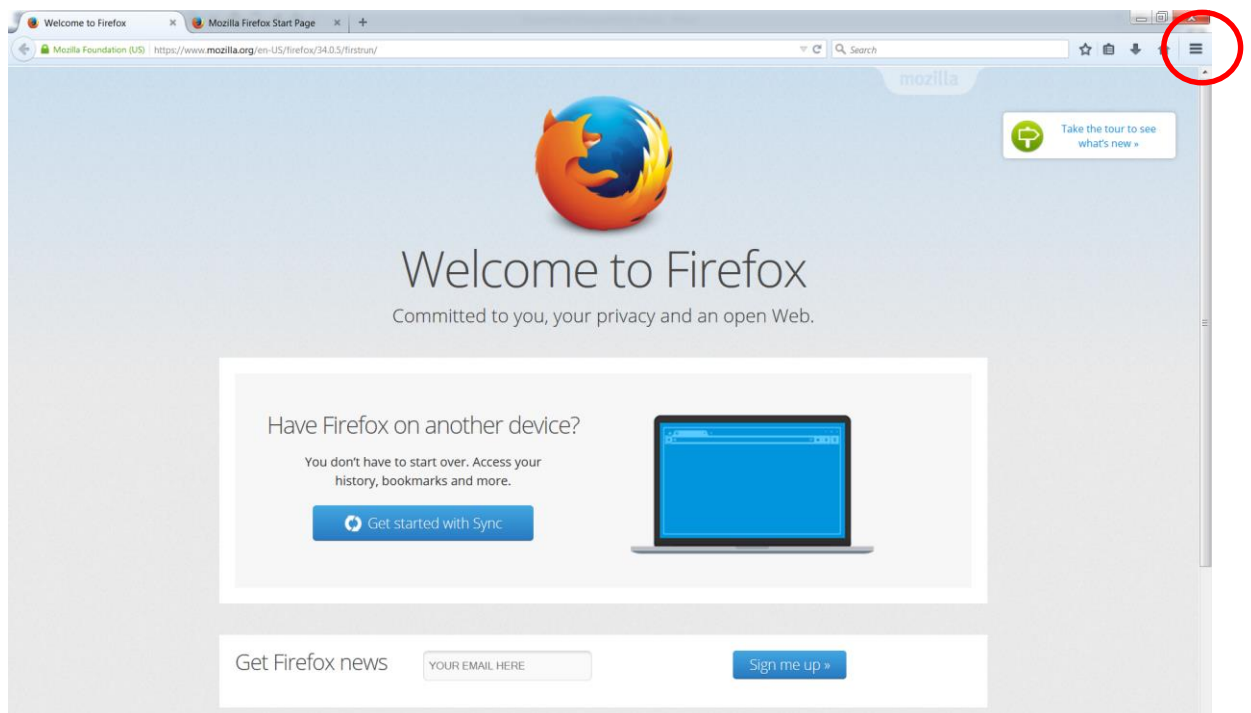 Welcome to Firefox
Mozilla Firefox Start Page
Mozilla Foundation (US) https://www.mozilla.org/en-US/firefox/34.0.5/firstrun/
Search
mozilla
Take the tour to see
what's new »
Welcome to Firefox
Committed to you, your privacy and an open Web.
Have Firefox on another device?
You don't have to start over. Access your
history, bookmarks and more.
Get started with Sync
Get Firefox news
YOUR EMAIL HERE
Sign me up »